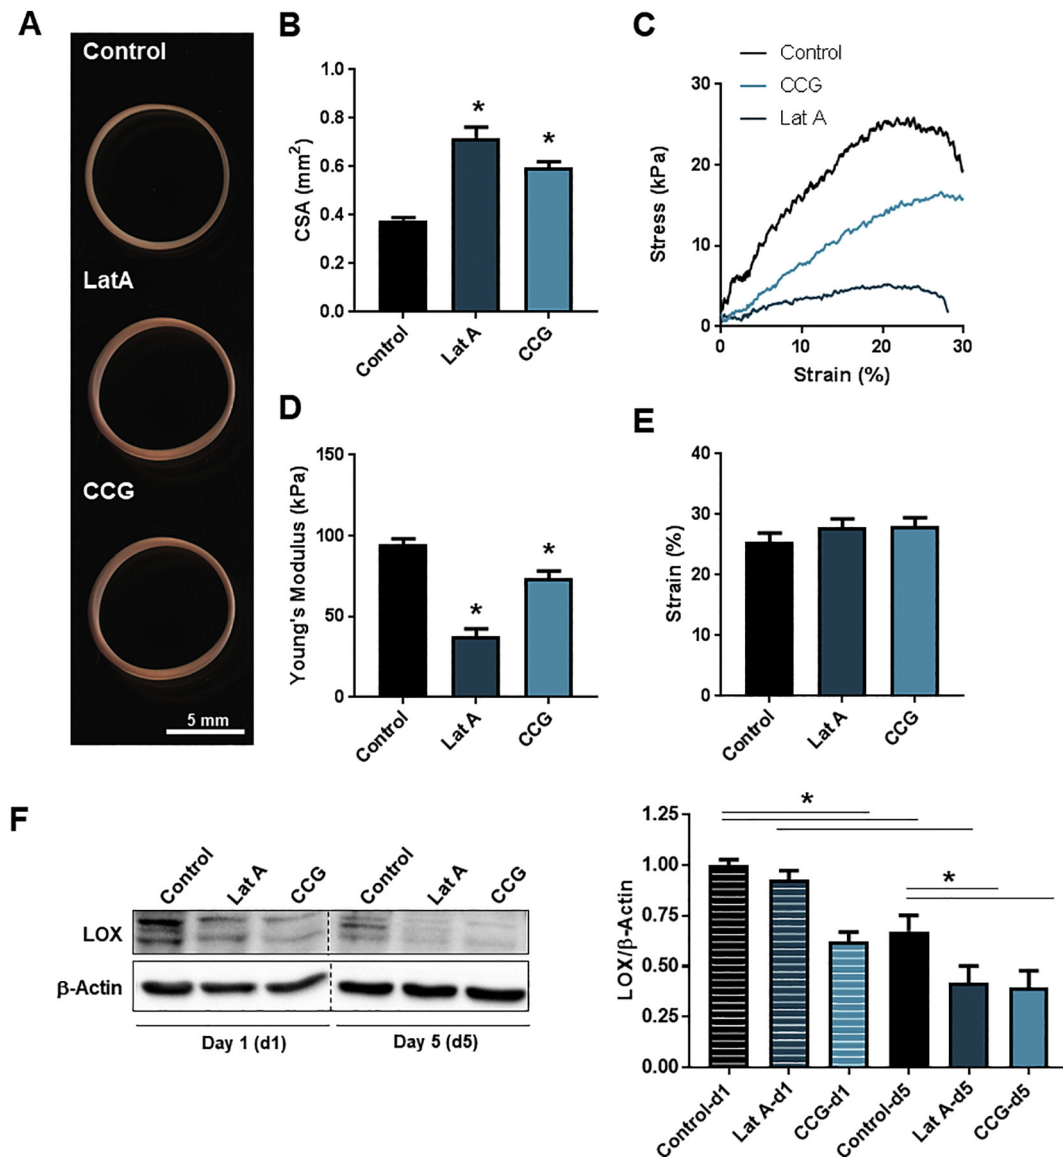 A
Control
LatA
CCG
5 mm
B
CSA (mm²)
1.0
0.8
0.6
0.4
0.2
0.0
*
*
Control
Lat A
CCG
C
Control
CCG
Lat A
Stress (kPa)
30
20
10
0
0
10
20
30
Strain (%)
D
Young's Modulus (kPa)
150
100
50
0
*
*
Control
Lat A
CCG
E
Strain (%)
40
30
20
10
0
Control
Lat A
CCG
F
Control
Lat A
CCG
Control
Lat A
CCG
LOX
β-Actin
Day 1 (d1)
Day 5 (d5)
LOX/β-Actin
1.25
1.00
0.75
0.50
0.25
0.00
*
*
Control-d1
Lat A-d1
CCG-d1
Control-d5
Lat A-d5
CCG-d5